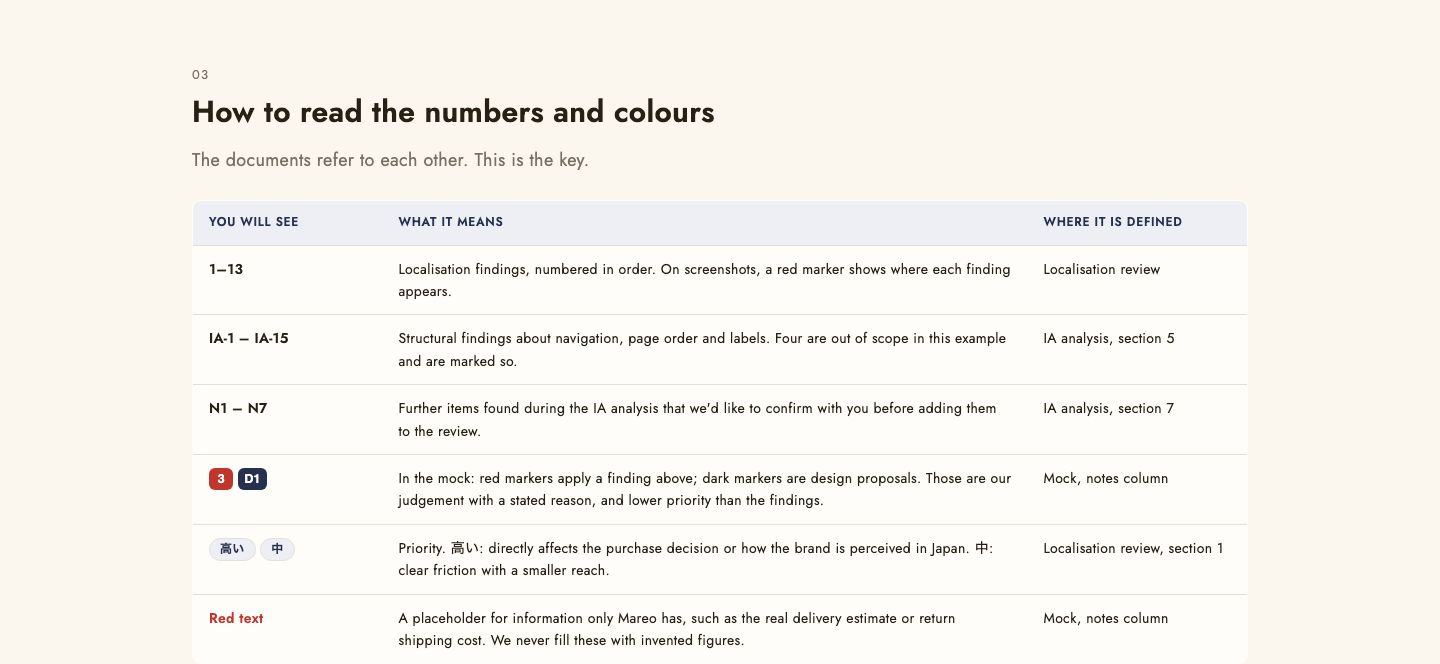 03
How to read the numbers and colours
The documents refer to each other. This is the key.
YOU WILL SEE WHAT IT MEANS WHERE IT IS DEFINED
1–13 Localisation findings, numbered in order. On screenshots, a red marker shows where each finding Localisation review
appears.
IA-1 – IA-15 Structural findings about navigation, page order and labels. Four are out of scope in this example IA analysis, section 5
and are marked so.
N1 – N7 Further items found during the IA analysis that we'd like to confirm with you before adding them IA analysis, section 7
to the review.
3 D1 In the mock: red markers apply a finding above; dark markers are design proposals. Those are our Mock, notes column
judgement with a stated reason, and lower priority than the findings.
高い 中 Priority. 高い: directly affects the purchase decision or how the brand is perceived in Japan. 中: Localisation review, section 1
clear friction with a smaller reach.
Red text A placeholder for information only Mareo has, such as the real delivery estimate or return Mock, notes column
shipping cost. We never fill these with invented figures.